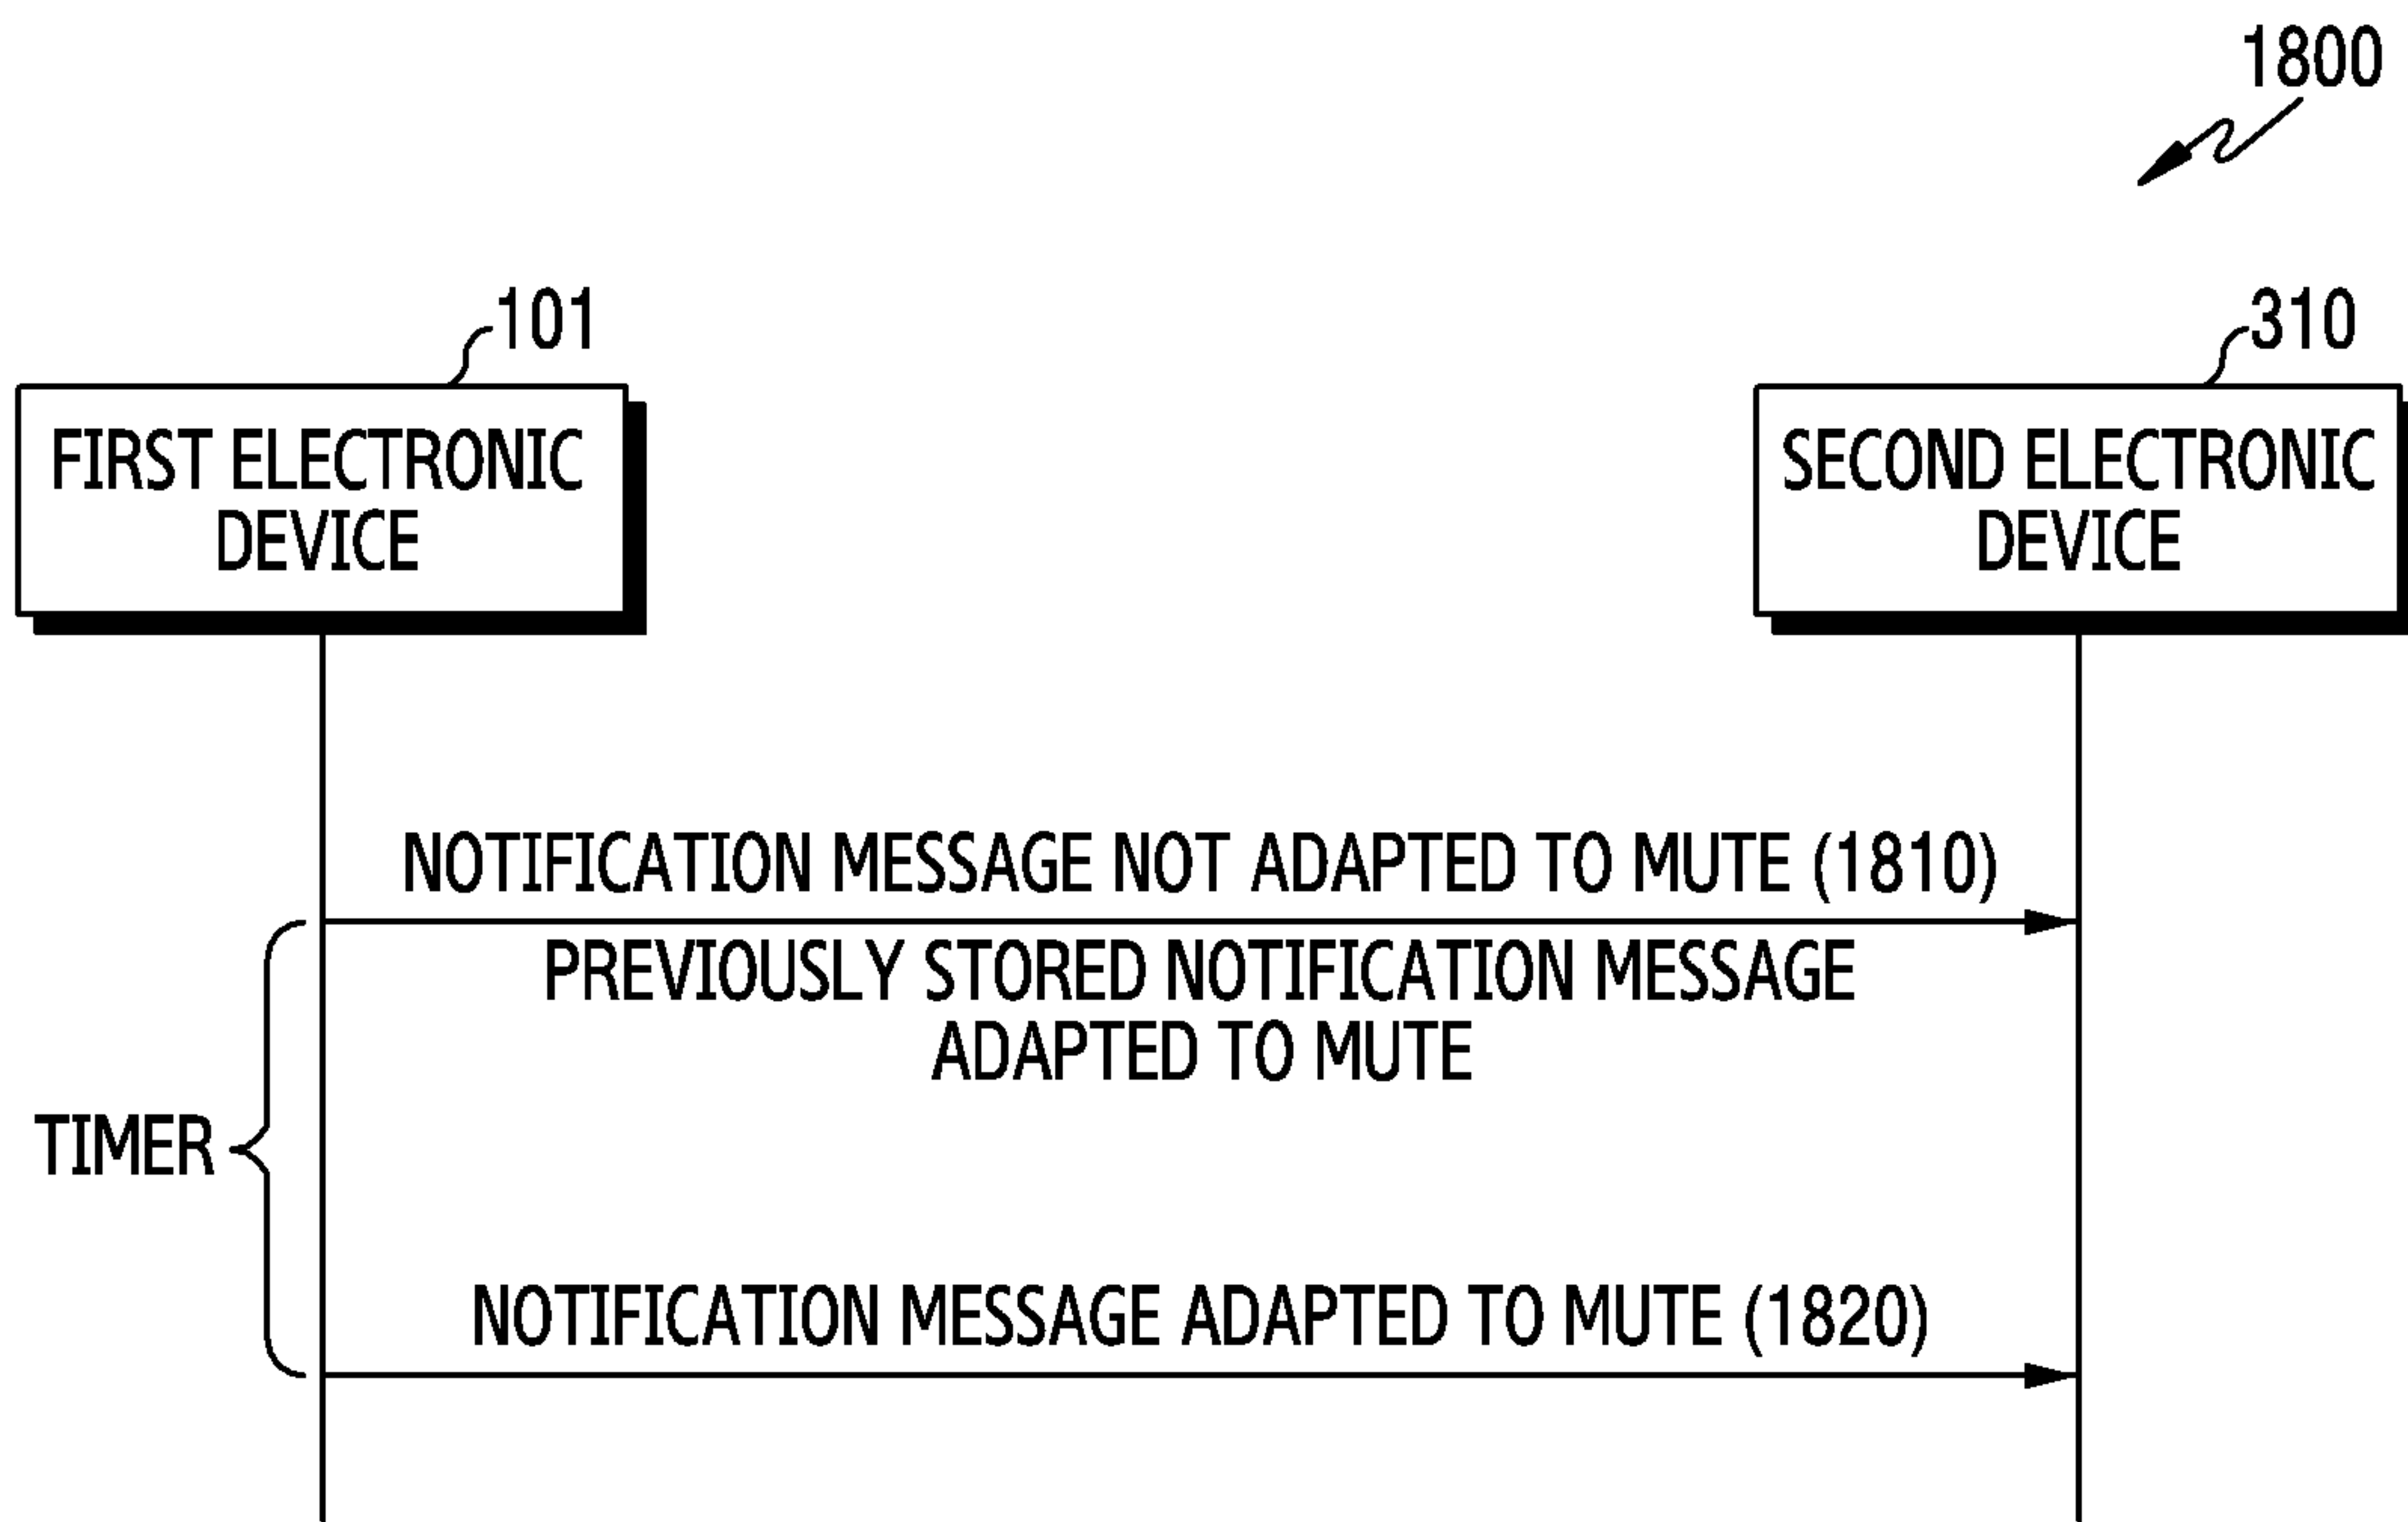 1800
101
310
FIRST ELECTRONIC
DEVICE
SECOND ELECTRONIC
DEVICE
NOTIFICATION MESSAGE NOT ADAPTED TO MUTE (1810)
PREVIOUSLY STORED NOTIFICATION MESSAGE
ADAPTED TO MUTE
TIMER
NOTIFICATION MESSAGE ADAPTED TO MUTE (1820)